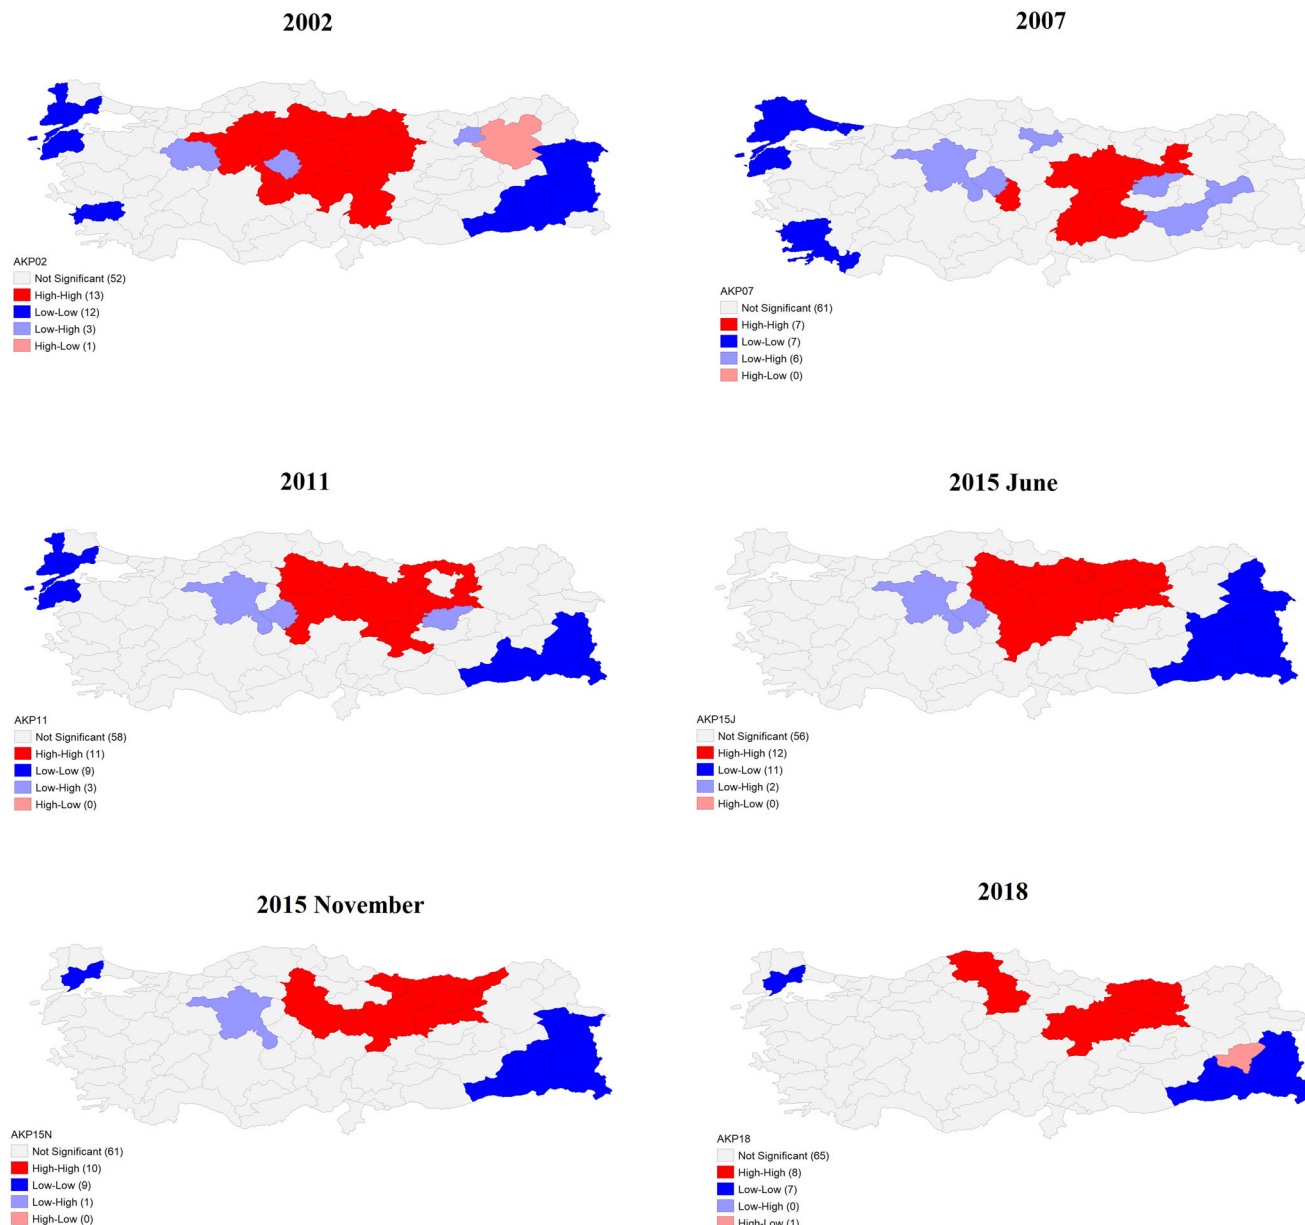 2002
AKP02
Not Significant (52)
High-High (13)
Low-Low (12)
Low-High (3)
High-Low (1)
2007
AKP07
Not Significant (61)
High-High (7)
Low-Low (7)
Low-High (6)
High-Low (0)
2011
AKP11
Not Significant (58)
High-High (11)
Low-Low (9)
Low-High (3)
High-Low (0)
2015 June
AKP15J
Not Significant (56)
High-High (12)
Low-Low (11)
Low-High (2)
High-Low (0)
2015 November
AKP15N
Not Significant (61)
High-High (10)
Low-Low (9)
Low-High (1)
High-Low (0)
2018
AKP18
Not Significant (65)
High-High (8)
Low-Low (7)
Low-High (0)
High-Low (1)